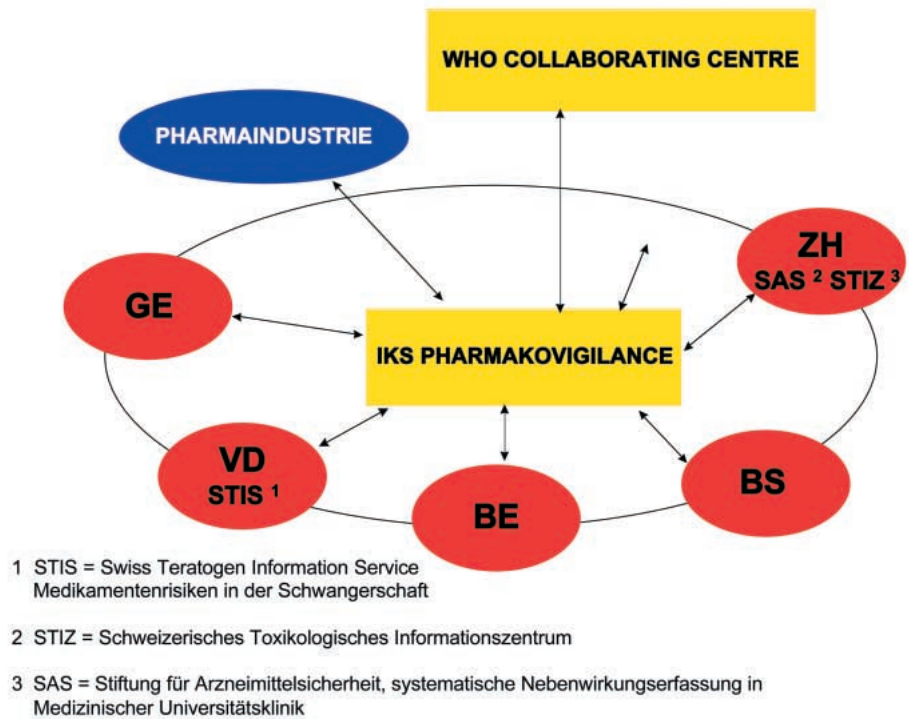 WHO COLLABORATING CENTRE
PHARMAINDUSTRIE
ZH
SAS ² STIZ ³
GE
IKS PHARMAKOVIGILANCE
VD
STIS ¹
BE
BS
1 STIS = Swiss Teratogen Information Service
Medikamentenrisiken in der Schwangerschaft
2 STIZ = Schweizerisches Toxikologisches Informationszentrum
3 SAS = Stiftung für Arzneimittelsicherheit, systematische Nebenwirkungserfassung in
Medizinischer Universitätsklinik